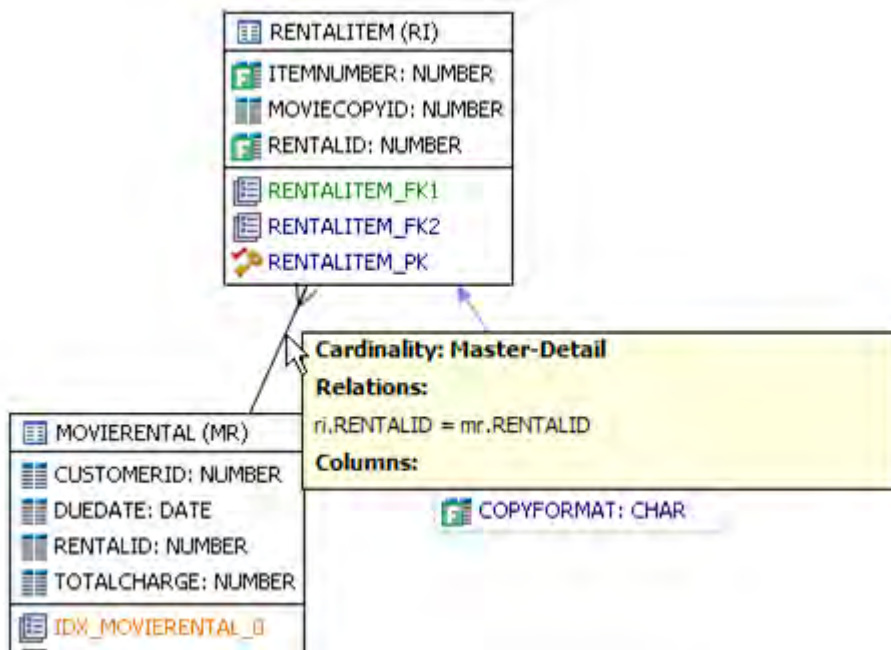 RENTALITEM (RI)
ITEMNUMBER: NUMBER
MOVIECOPYID: NUMBER
RENTALID: NUMBER
RENTALITEM_FK1
RENTALITEM_FK2
RENTALITEM_PK
Cardinality: Master-Detail
Relations:
ri.RENTALID = mr.RENTALID
Columns:
MOVIERENTAL (MR)
CUSTOMERID: NUMBER
DUEDATE: DATE
RENTALID: NUMBER
TOTALCHARGE: NUMBER
IDX_MOVIERENTAL_0
COPYFORMAT: CHAR